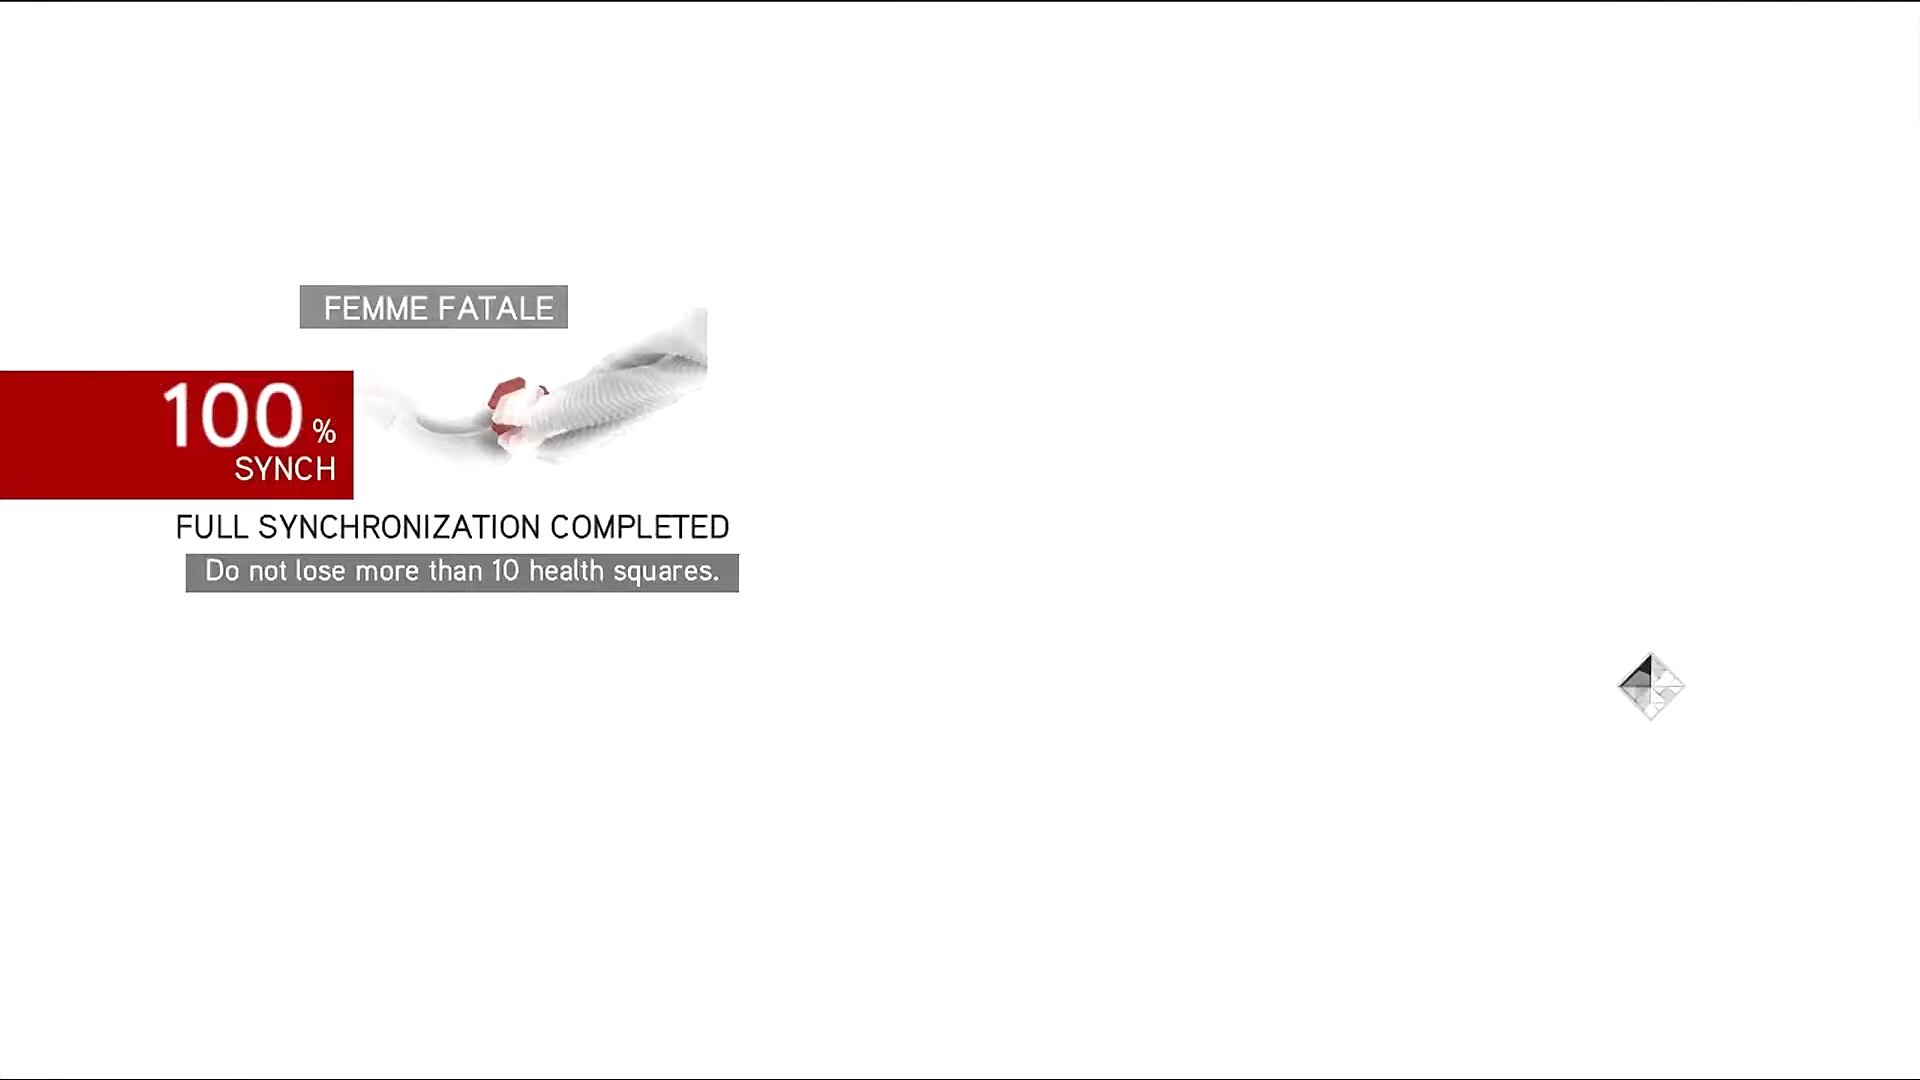 FEMME FATALE
100 %
SYNCH
FULL SYNCHRONIZATION COMPLETED
Do not lose more than 10 health squares.